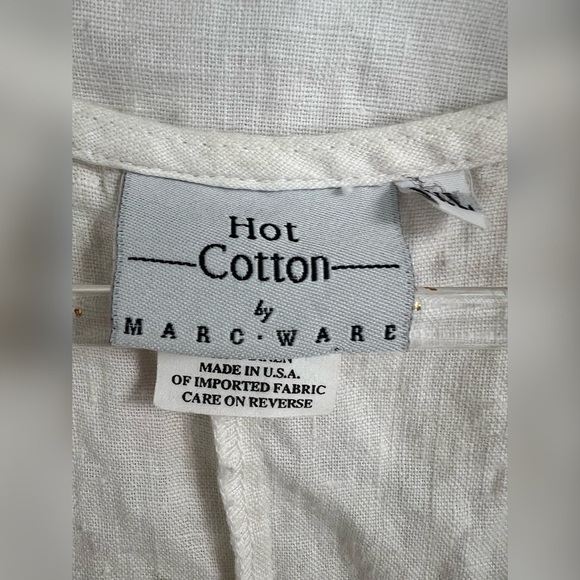 Hot
Cotton
by
MARC·WARE
MADE IN U.S.A.
OF IMPORTED FABRIC
CARE ON REVERSE